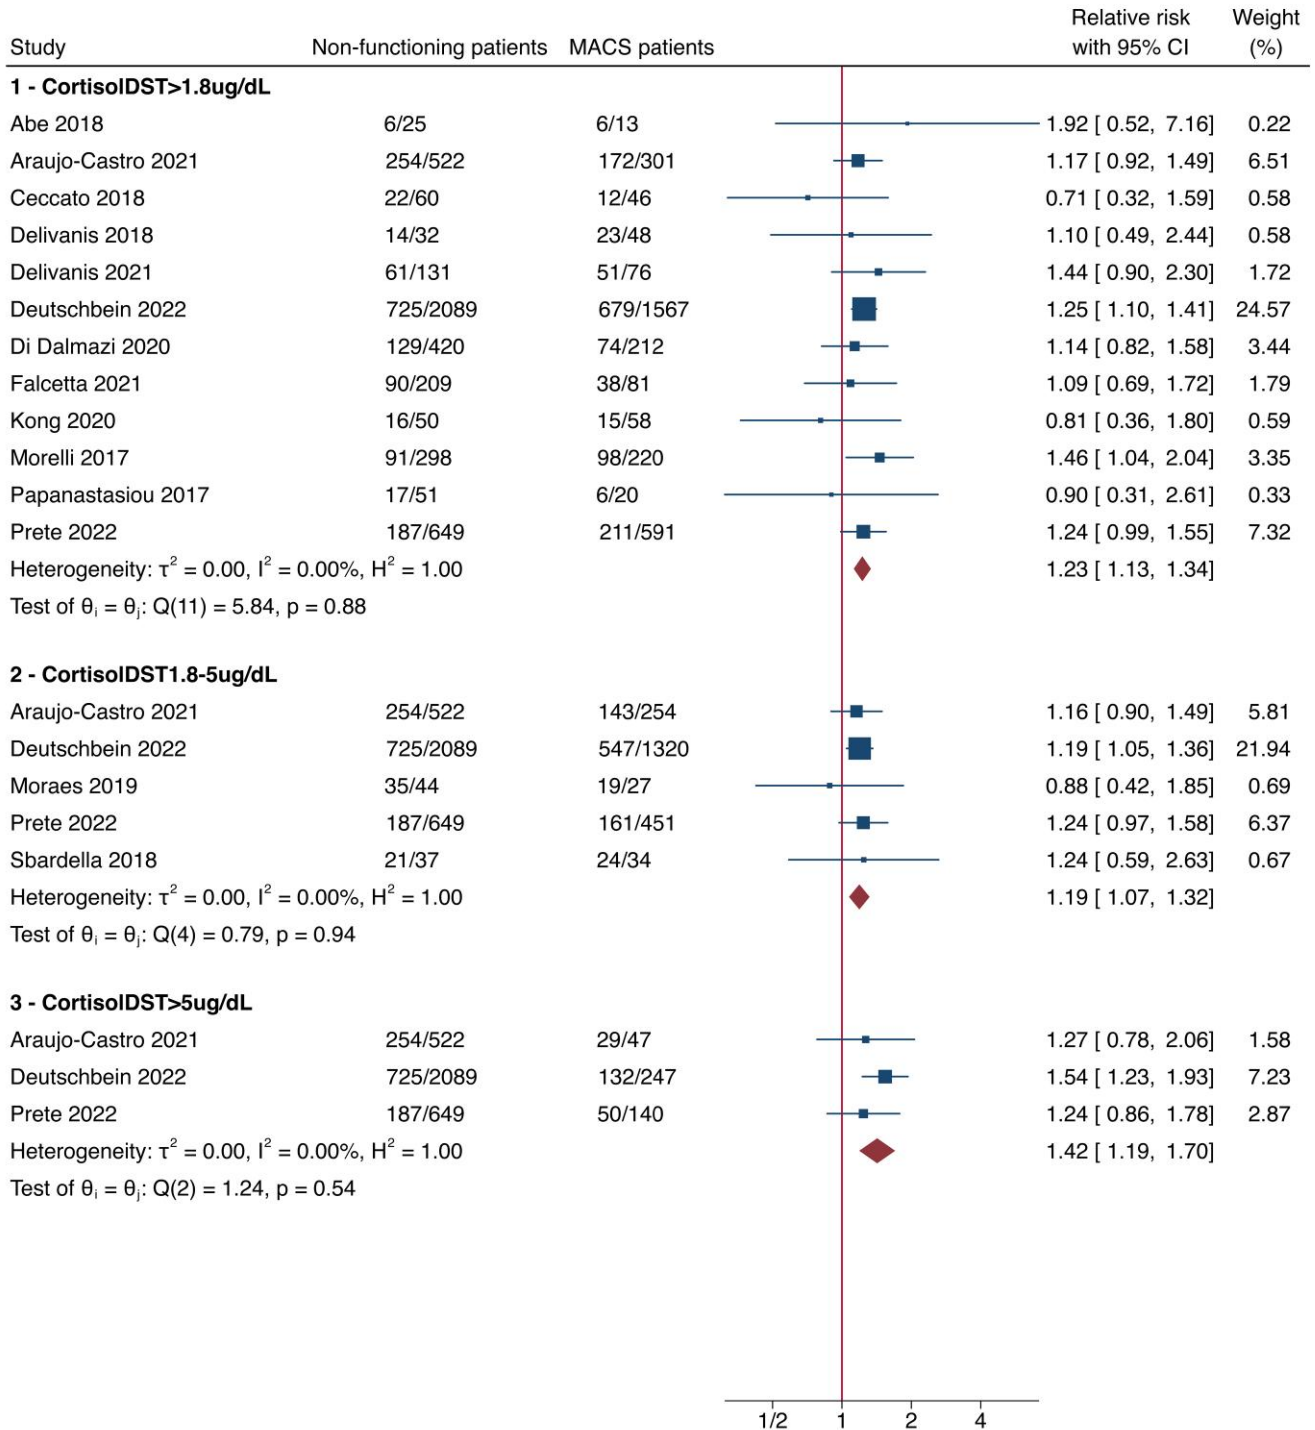 Relative risk Weight
Study Non-functioning patients MACS patients with 95% CI (%)
1 - CortisolDST>1.8ug/dL
Abe 2018 6/25 6/13 1.92 [ 0.52, 7.16] 0.22
Araujo-Castro 2021 254/522 172/301 1.17 [ 0.92, 1.49] 6.51
Ceccato 2018 22/60 12/46 0.71 [ 0.32, 1.59] 0.58
Delivanis 2018 14/32 23/48 1.10 [ 0.49, 2.44] 0.58
Delivanis 2021 61/131 51/76 1.44 [ 0.90, 2.30] 1.72
Deutschbein 2022 725/2089 679/1567 1.25 [ 1.10, 1.41] 24.57
Di Dalmazi 2020 129/420 74/212 1.14 [ 0.82, 1.58] 3.44
Falcetta 2021 90/209 38/81 1.09 [ 0.69, 1.72] 1.79
Kong 2020 16/50 15/58 0.81 [ 0.36, 1.80] 0.59
Morelli 2017 91/298 98/220 1.46 [ 1.04, 2.04] 3.35
Papanastasiou 2017 17/51 6/20 0.90 [ 0.31, 2.61] 0.33
Prete 2022 187/649 211/591 1.24 [ 0.99, 1.55] 7.32
Heterogeneity: τ² = 0.00, I² = 0.00%, H² = 1.00 1.23 [ 1.13, 1.34]
Test of θᵢ = θⱼ: Q(11) = 5.84, p = 0.88
2 - CortisolDST1.8-5ug/dL
Araujo-Castro 2021 254/522 143/254 1.16 [ 0.90, 1.49] 5.81
Deutschbein 2022 725/2089 547/1320 1.19 [ 1.05, 1.36] 21.94
Moraes 2019 35/44 19/27 0.88 [ 0.42, 1.85] 0.69
Prete 2022 187/649 161/451 1.24 [ 0.97, 1.58] 6.37
Sbardella 2018 21/37 24/34 1.24 [ 0.59, 2.63] 0.67
Heterogeneity: τ² = 0.00, I² = 0.00%, H² = 1.00 1.19 [ 1.07, 1.32]
Test of θᵢ = θⱼ: Q(4) = 0.79, p = 0.94
3 - CortisolDST>5ug/dL
Araujo-Castro 2021 254/522 29/47 1.27 [ 0.78, 2.06] 1.58
Deutschbein 2022 725/2089 132/247 1.54 [ 1.23, 1.93] 7.23
Prete 2022 187/649 50/140 1.24 [ 0.86, 1.78] 2.87
Heterogeneity: τ² = 0.00, I² = 0.00%, H² = 1.00 1.42 [ 1.19, 1.70]
Test of θᵢ = θⱼ: Q(2) = 1.24, p = 0.54
1/2 1 2 4